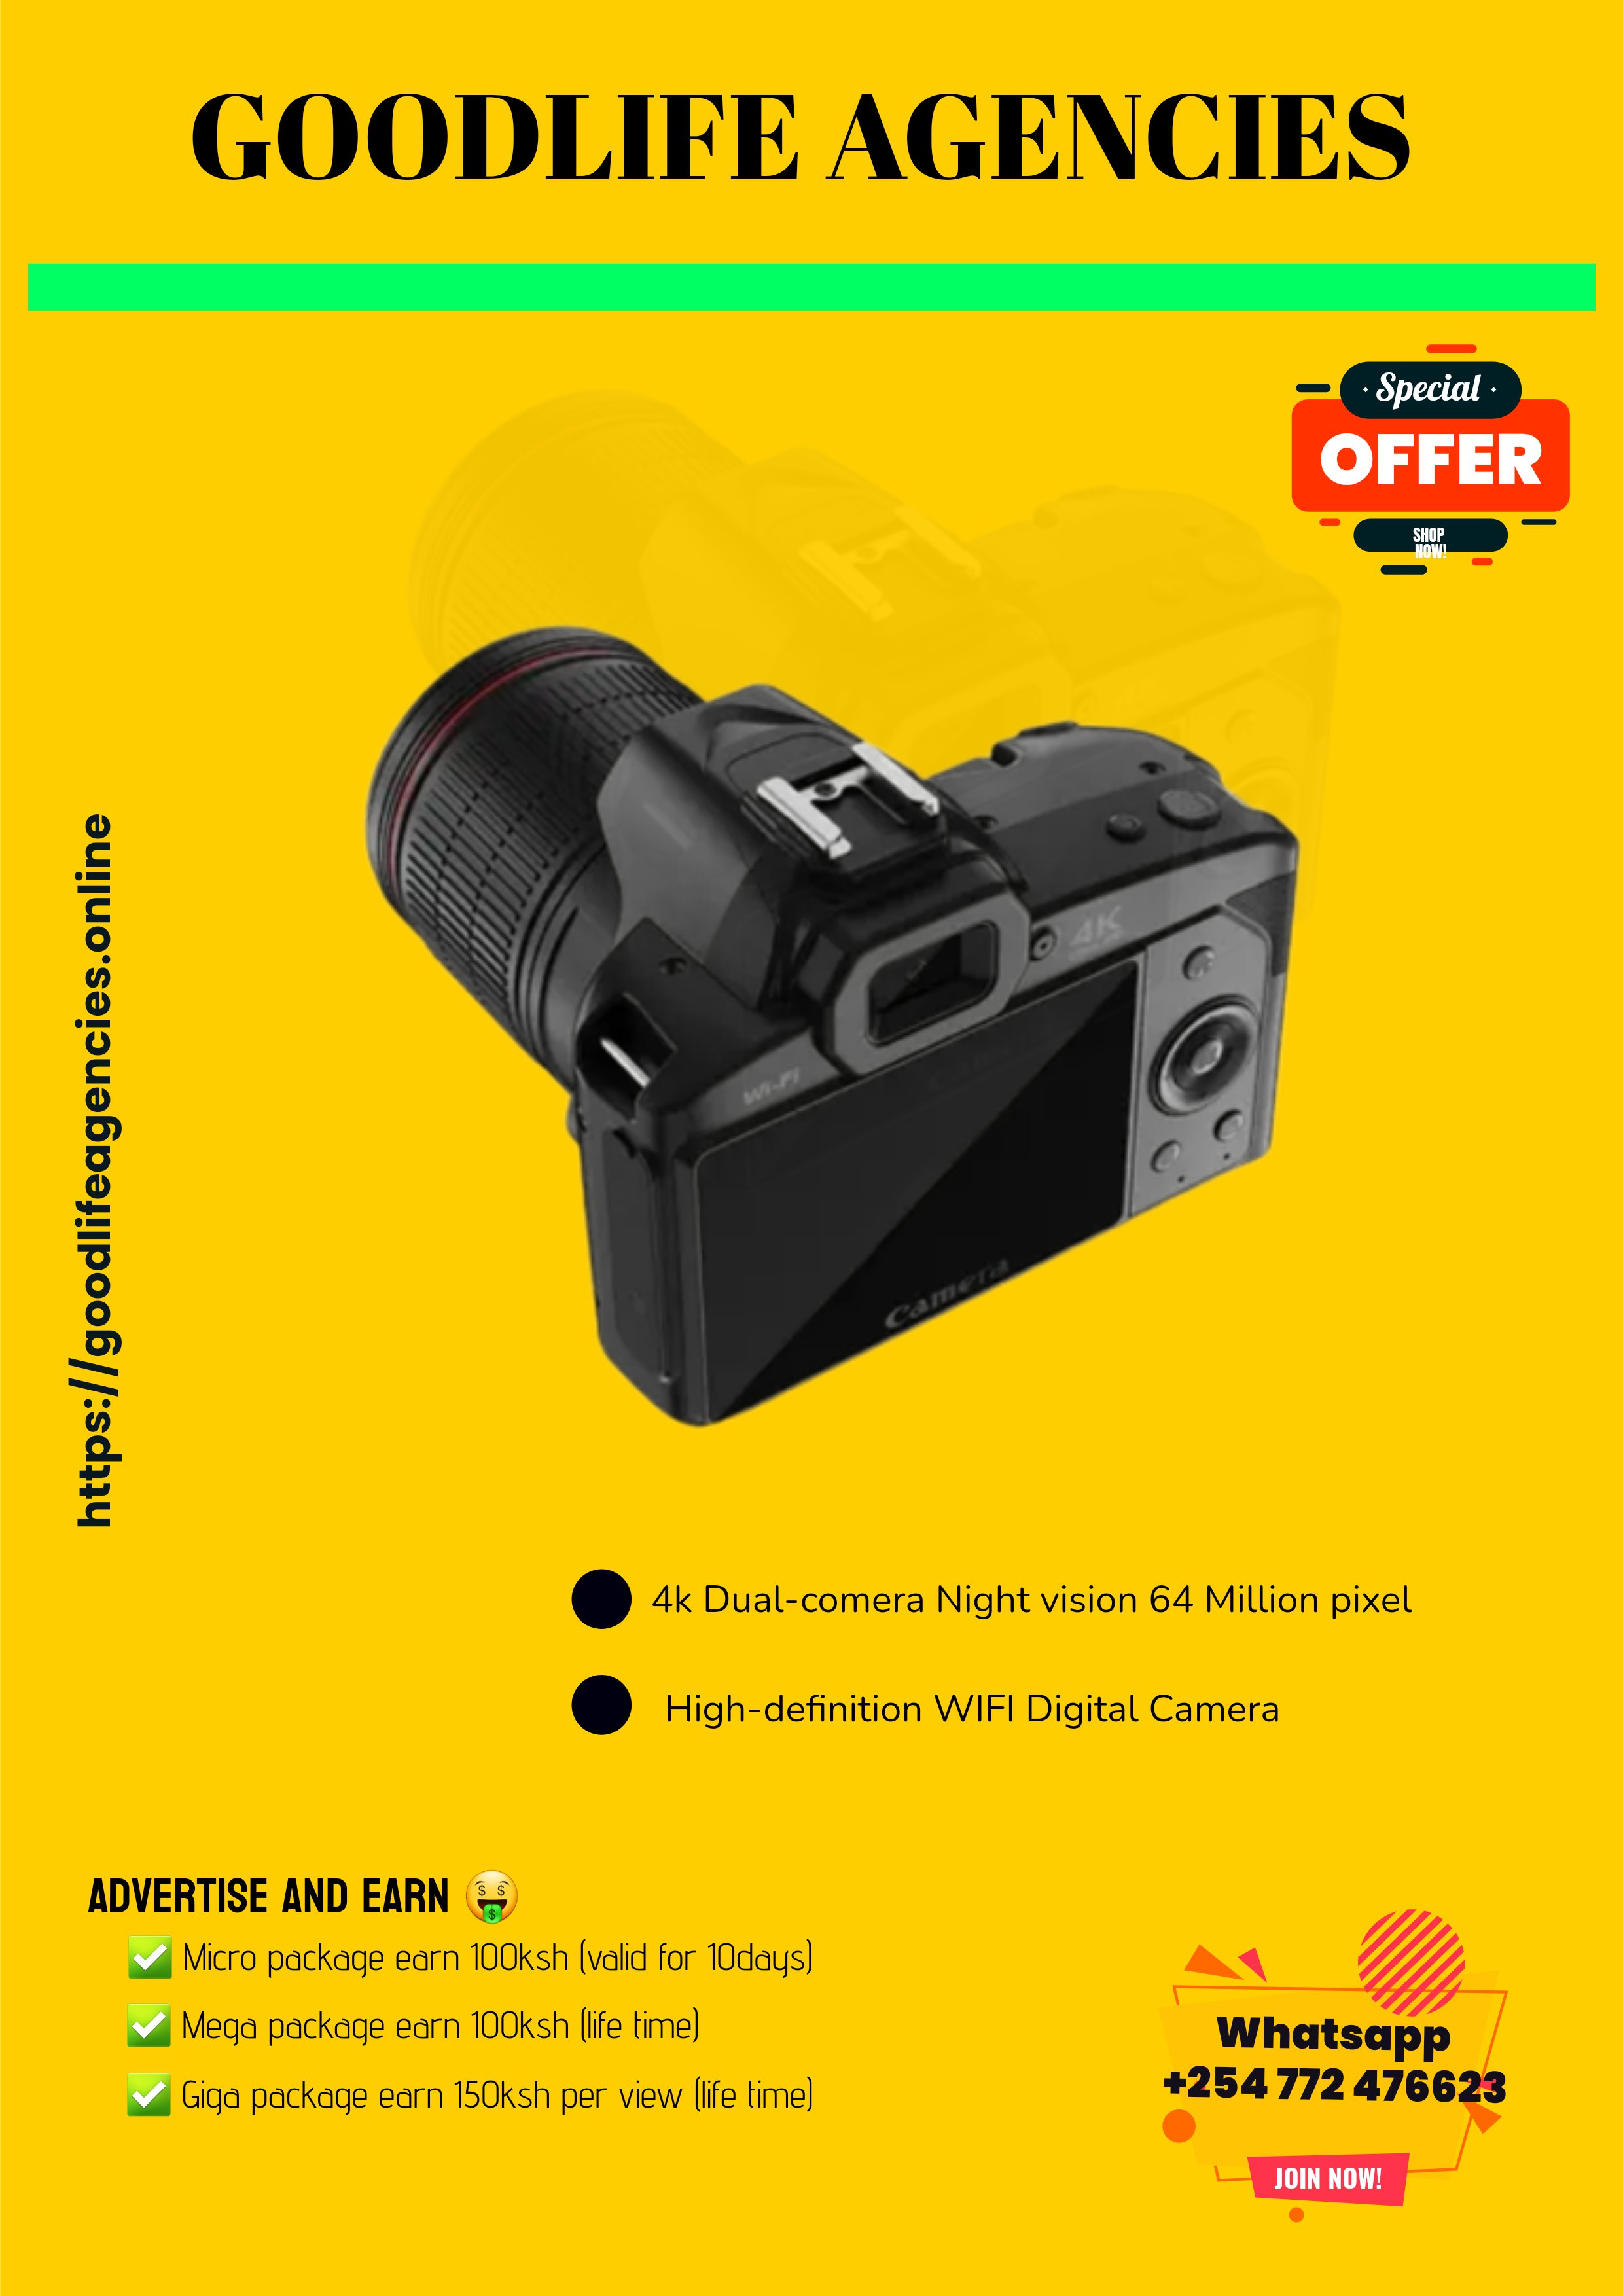 GOODLIFE AGENCIES
Special
OFFER
SHOP
NOW!
4K
Wi-Fi
Camera
https://goodlifeagencies.online
4k Dual-comera Night vision 64 Million pixel
High-definition WIFI Digital Camera
ADVERTISE AND EARN 🤑
✅ Micro package earn 100ksh (valid for 10days)
✅ Mega package earn 100ksh (life time)
✅ Giga package earn 150ksh per view (life time)
Whatsapp
+254 772 476623
JOIN NOW!